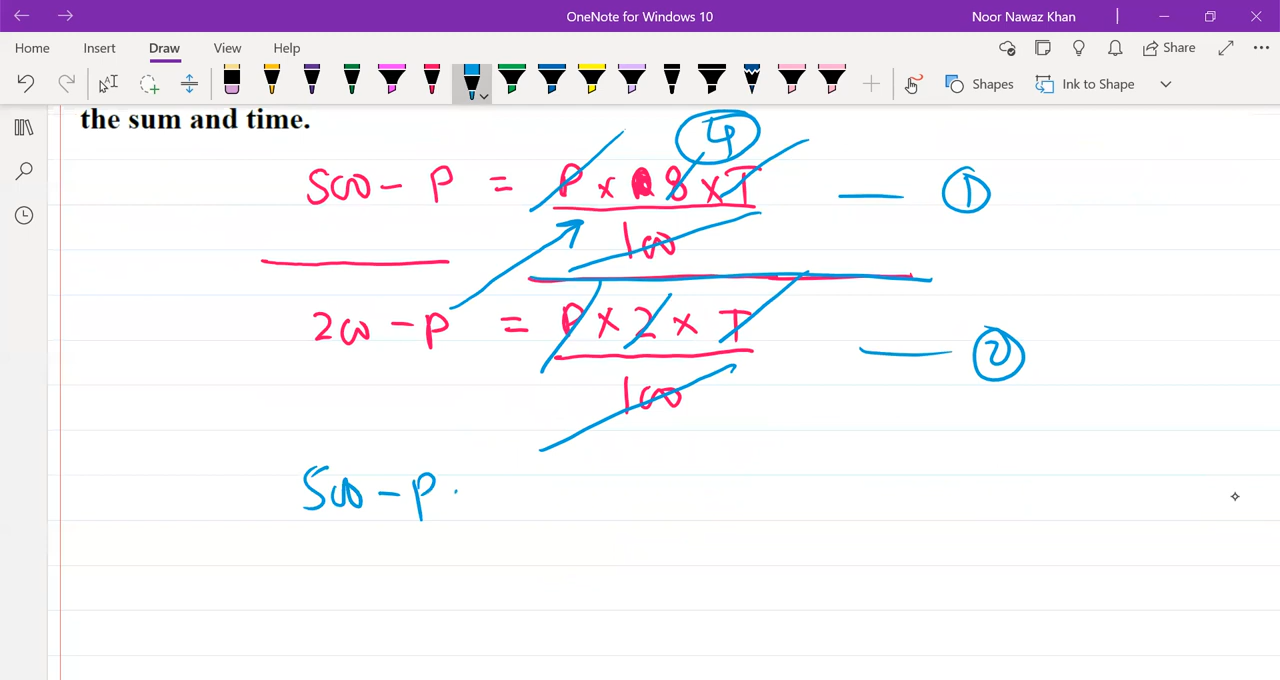 OneNote for Windows 10
Noor Nawaz Khan
Home Insert Draw View Help Share
Shapes Ink to Shape
the sum and time.
4
500 - P = P × 8 × T ①
100
200 - P = P × 2 × T ②
100
500 - P